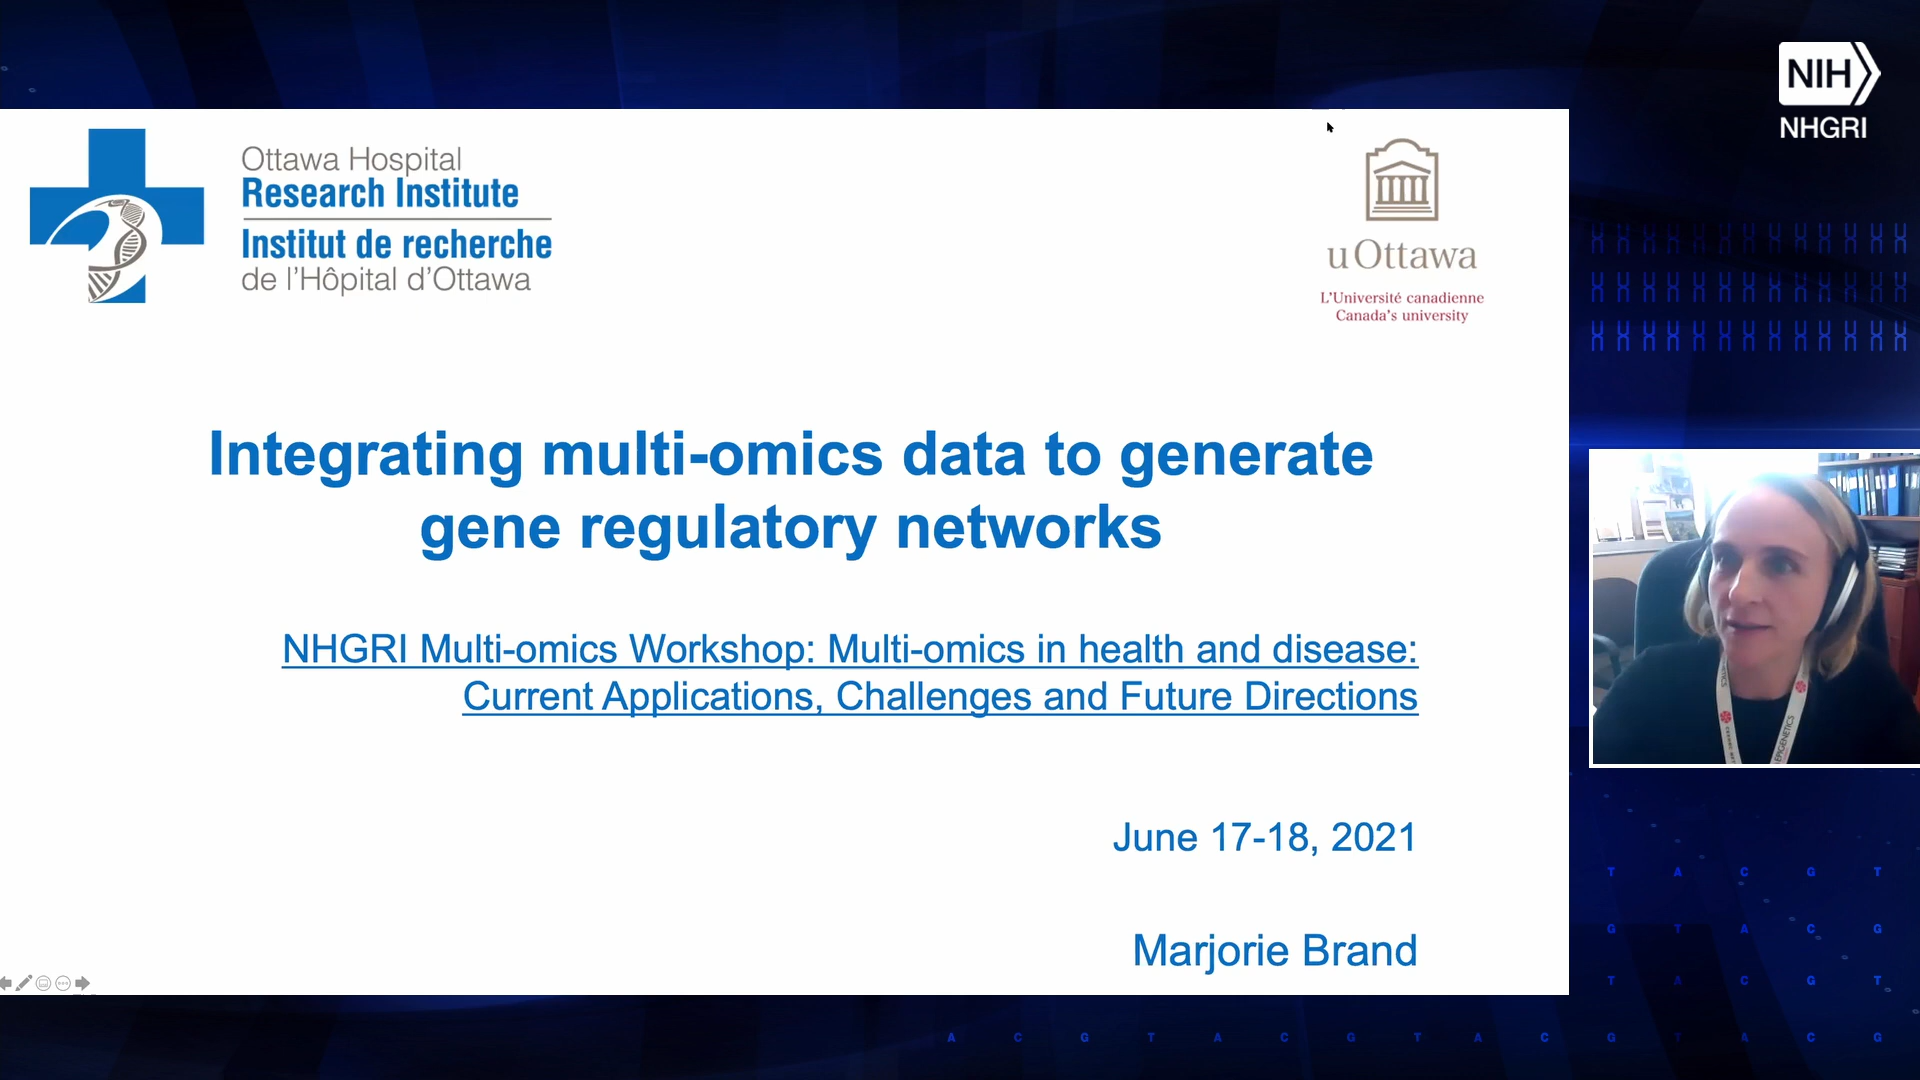 NIH
NHGRI
Ottawa Hospital
Research Institute
Institut de recherche
de l'Hôpital d'Ottawa
uOttawa
L'Université canadienne
Canada's university
Integrating multi-omics data to generate
gene regulatory networks
NHGRI Multi-omics Workshop: Multi-omics in health and disease:
Current Applications, Challenges and Future Directions
June 17-18, 2021
Marjorie Brand
EPIGENETICS
T A C G T
G T A C G
T A C G T
A C G T A C G T A C G T A C G